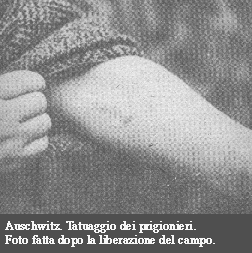 Auschwitz. Tatuaggio dei prigionieri.
Foto fatta dopo la liberazione del campo.